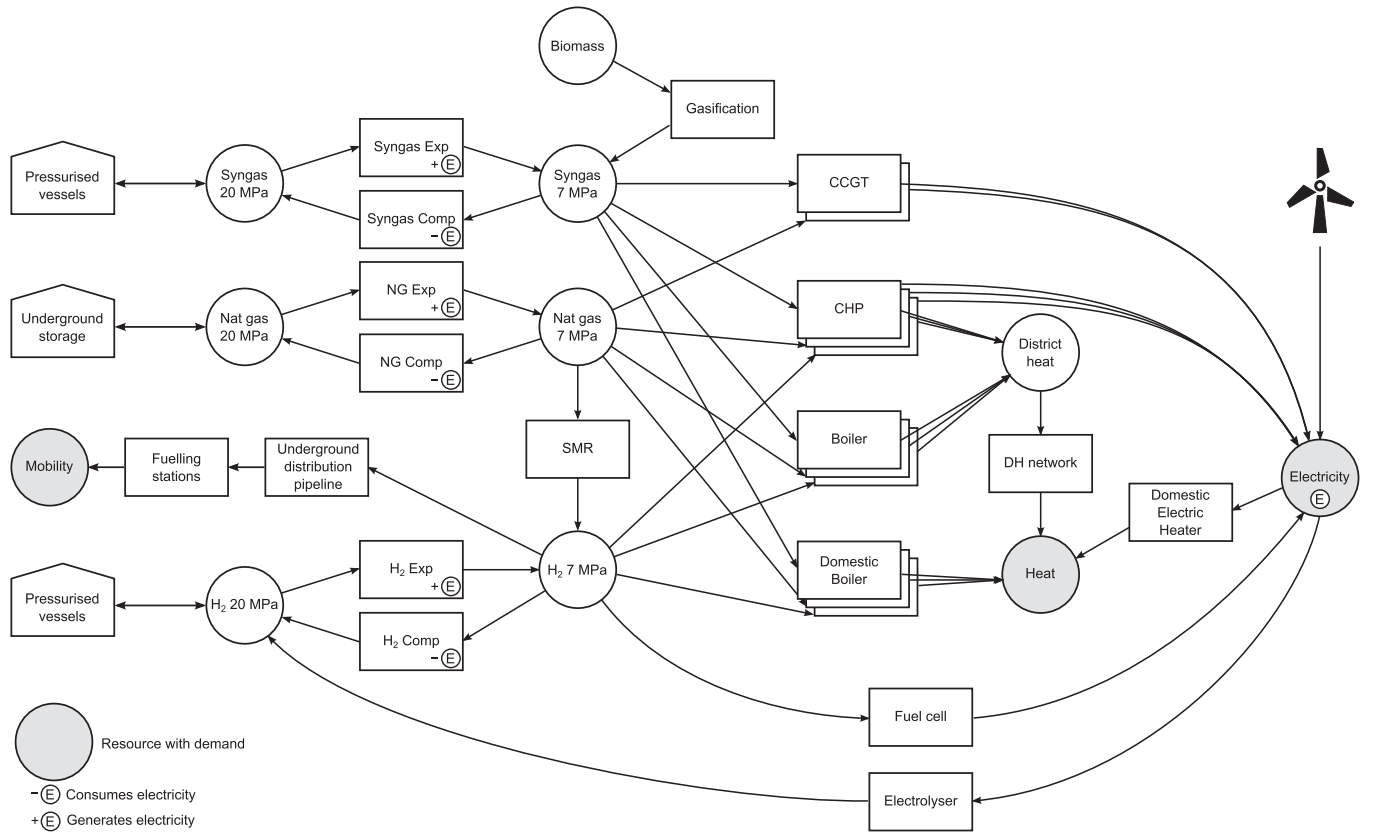 Biomass
Gasification
Pressurised
vessels
Syngas
20 MPa
Syngas Exp
+ E
Syngas Comp
− E
Syngas
7 MPa
CCGT
Underground
storage
Nat gas
20 MPa
NG Exp
+ E
NG Comp
− E
Nat gas
7 MPa
CHP
District
heat
Mobility
Fuelling
stations
Underground
distribution
pipeline
SMR
Boiler
DH network
Domestic
Electric
Heater
Electricity
E
Pressurised
vessels
H₂ 20 MPa
H₂ Exp
+ E
H₂ Comp
− E
H₂ 7 MPa
Domestic
Boiler
Heat
Fuel cell
Electrolyser
Resource with demand
− E Consumes electricity
+ E Generates electricity